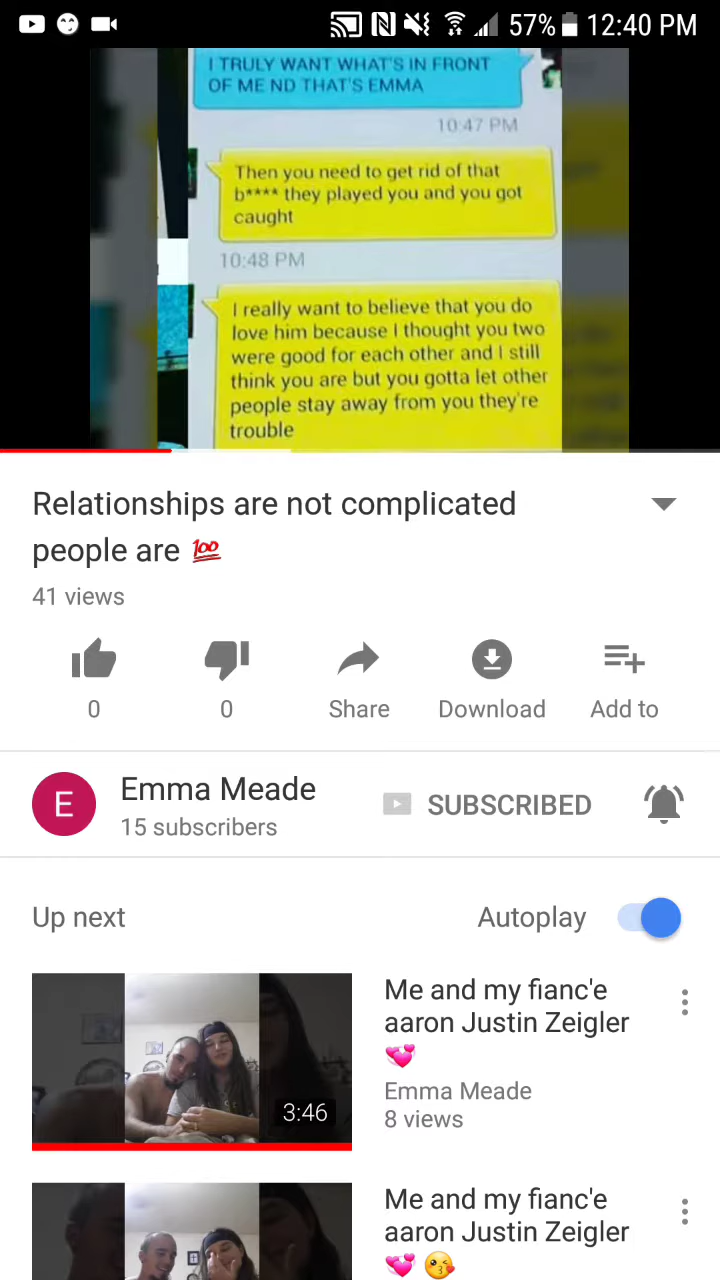 57% 12:40 PM
I TRULY WANT WHAT'S IN FRONT
OF ME ND THAT'S EMMA
10:47 PM
Then you need to get rid of that
b**** they played you and you got
caught
10:48 PM
I really want to believe that you do
love him because I thought you two
were good for each other and I still
think you are but you gotta let other
people stay away from you they're
trouble
Relationships are not complicated
people are 💯
41 views
0 0 Share Download Add to
E Emma Meade SUBSCRIBED
15 subscribers
Up next Autoplay
Me and my fianc'e
aaron Justin Zeigler
💞
Emma Meade
8 views
3:46
Me and my fianc'e
aaron Justin Zeigler
💞 😘